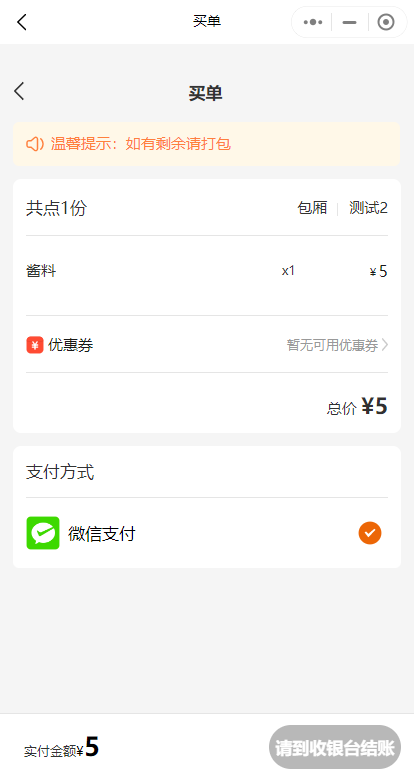 买单
买单
温馨提示：如有剩余请打包
共点1份 包厢 测试2
酱料 x1 ¥5
¥ 优惠券 暂无可用优惠券
总价 ¥5
支付方式
微信支付
实付金额¥5 请到收银台结账